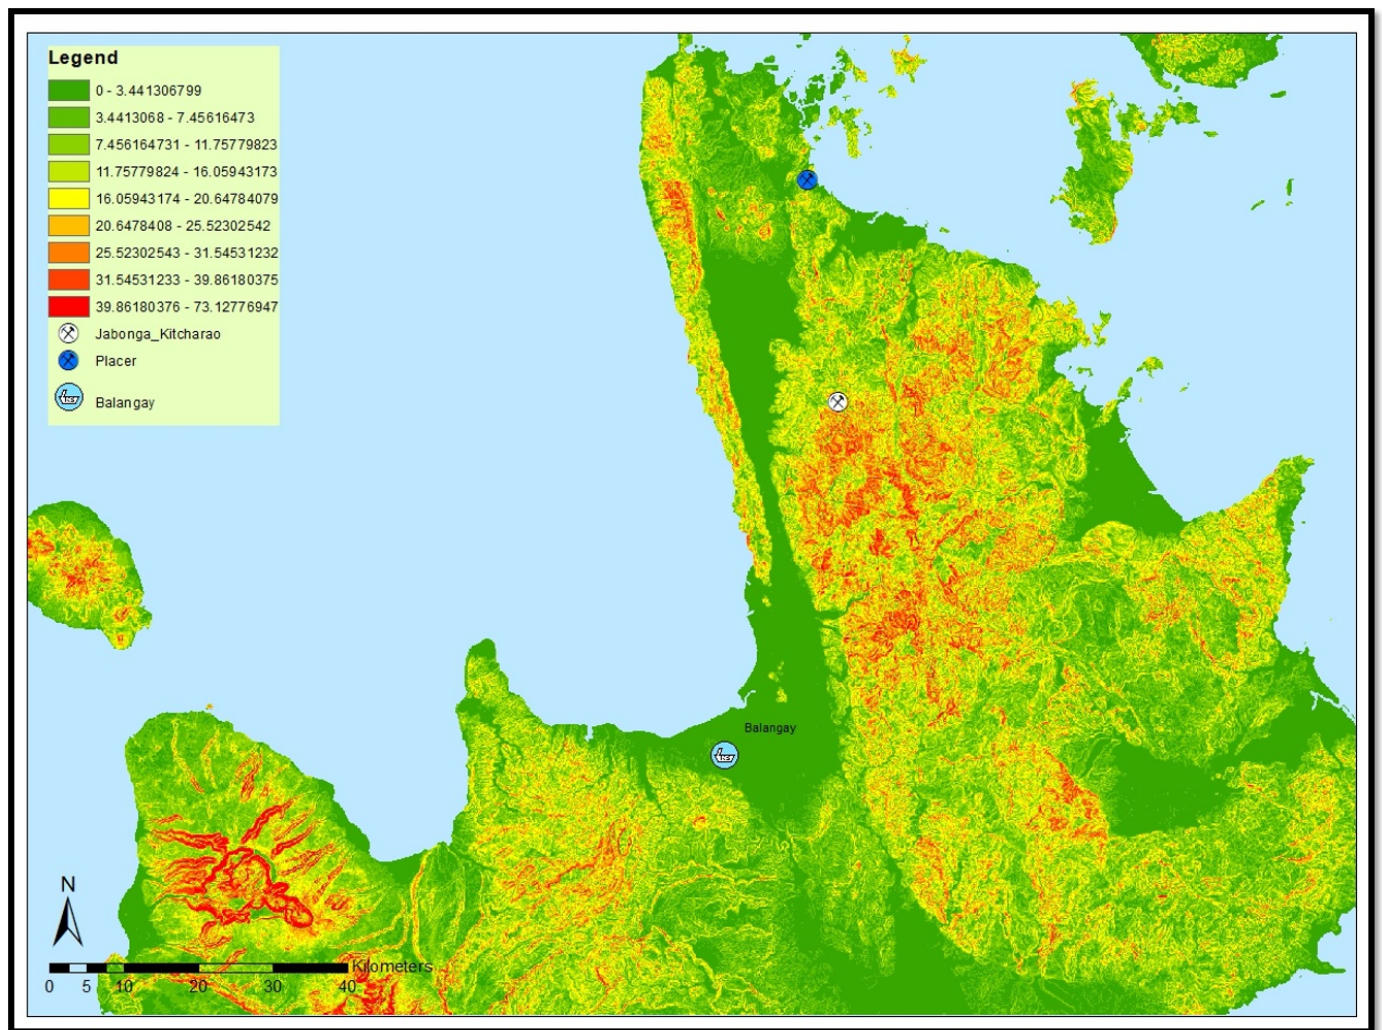 Legend
0 - 3.441306799
3.4413068 - 7.45616473
7.456164731 - 11.75779823
11.75779824 - 16.05943173
16.05943174 - 20.64784079
20.6478408 - 25.52302542
25.52302543 - 31.54531232
31.54531233 - 39.86180375
39.86180376 - 73.12776947
Jabonga_Kitcharao
Placer
Balangay
Balangay
N
Kilometers
0 5 10 20 30 40